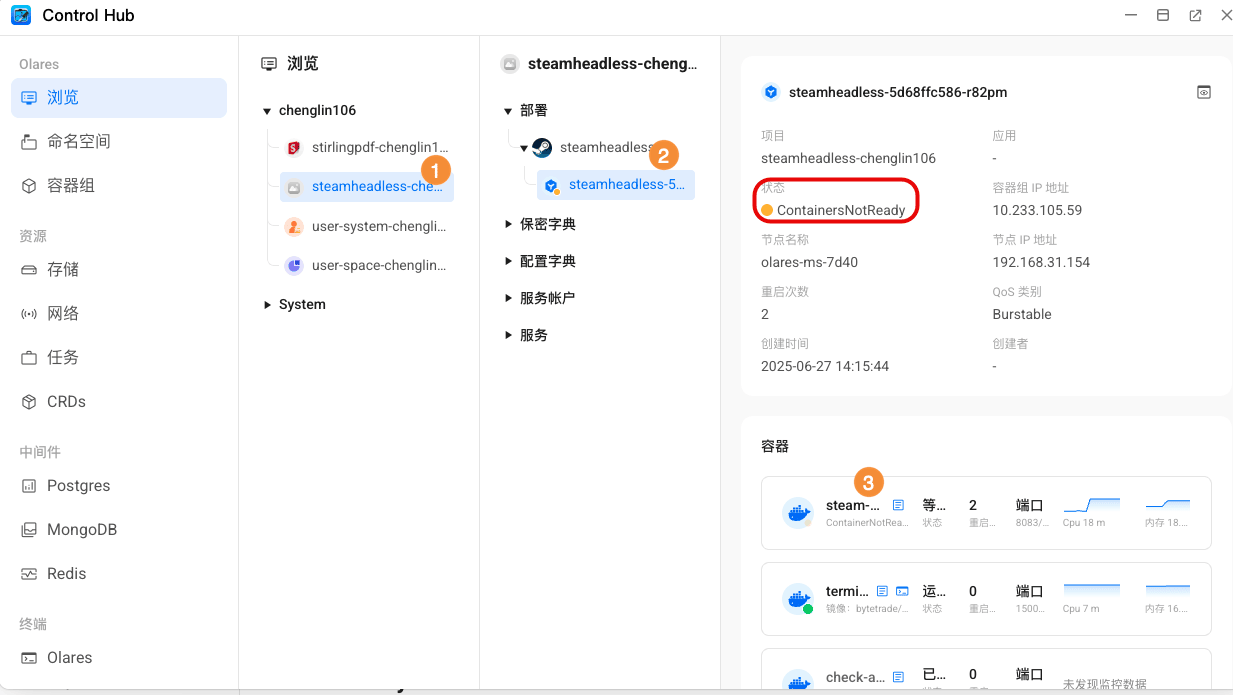 Control Hub
Olares
浏览
命名空间
容器组
资源
存储
网络
任务
CRDs
中间件
Postgres
MongoDB
Redis
终端
Olares
浏览
chenglin106
stirlingpdf-chenglin1...
1
steamheadless-che...
user-system-chengli...
user-space-chenglin...
System
steamheadless-cheng...
部署
steamheadless
2
steamheadless-5...
保密字典
配置字典
服务帐户
服务
steamheadless-5d68ffc586-r82pm
项目
应用
steamheadless-chenglin106
-
状态
容器组 IP 地址
ContainersNotReady
10.233.105.59
节点名称
节点 IP 地址
olares-ms-7d40
192.168.31.154
重启次数
QoS 类别
2
Burstable
创建时间
创建者
2025-06-27 14:15:44
-
容器
3
steam-... 等... 2 端口
ContainerNotRea... 状态 重启... 8083/... Cpu 18 m 内存 18....
termi... 运... 0 端口
镜像: bytetrade/... 状态 重启... 1500... Cpu 7 m 内存 16....
check-a... 已... 0 端口
未发现监控数据